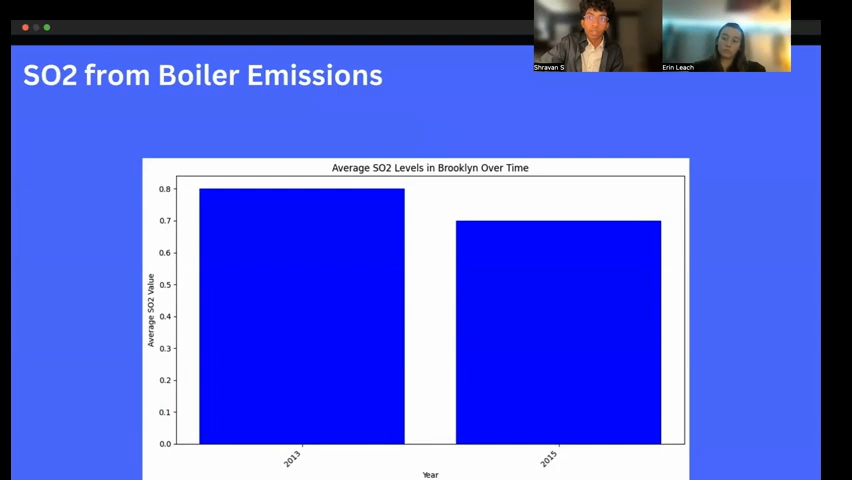 SO2 from Boiler Emissions
Shravan S
Erin Leach
Average SO2 Levels in Brooklyn Over Time
0.8
0.7
0.6
0.5
0.4
0.3
0.2
0.1
0.0
Average SO2 Value
2013
2015
Year